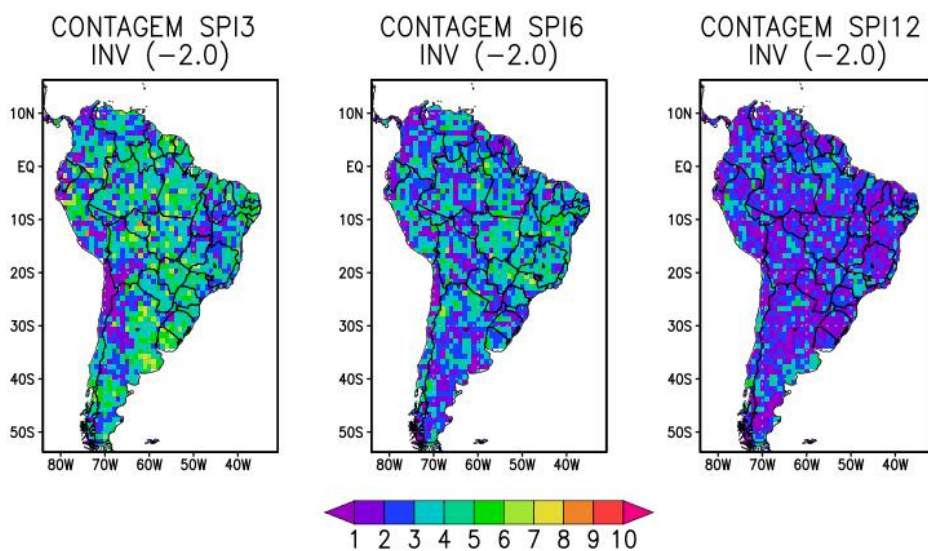 CONTAGEM SPI3
INV (-2.0)
CONTAGEM SPI6
INV (-2.0)
CONTAGEM SPI12
INV (-2.0)
10N
EQ
10S
20S
30S
40S
50S
80W 70W 60W 50W 40W
10N
EQ
10S
20S
30S
40S
50S
80W 70W 60W 50W 40W
10N
EQ
10S
20S
30S
40S
50S
80W 70W 60W 50W 40W
1 2 3 4 5 6 7 8 9 10